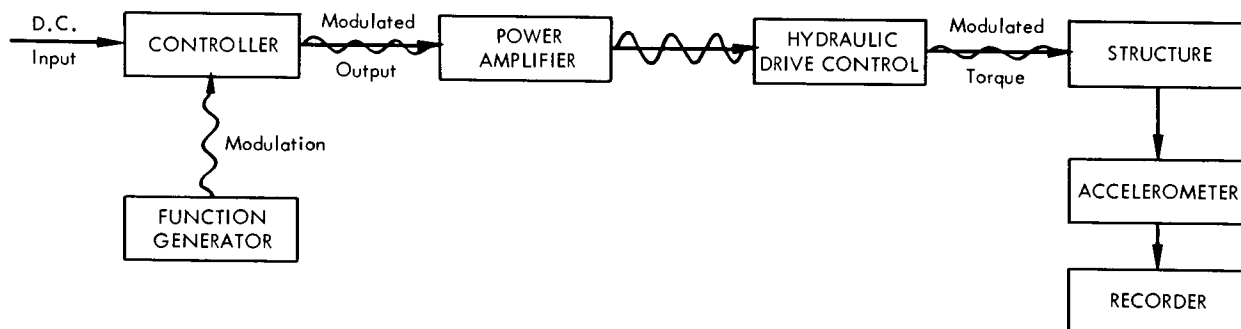 D.C.
Input
CONTROLLER
Modulated
Output
POWER
AMPLIFIER
HYDRAULIC
DRIVE CONTROL
Modulated
Torque
STRUCTURE
Modulation
FUNCTION
GENERATOR
ACCELEROMETER
RECORDER